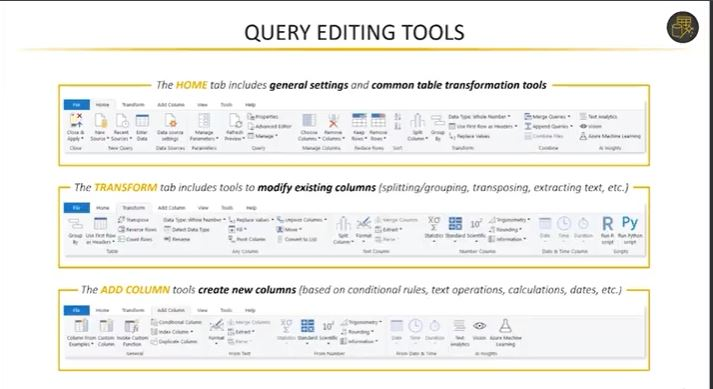 QUERY EDITING TOOLS
The HOME tab includes general settings and common table transformation tools
File Home Transform Add Column View Tools Help
Close & Apply New Source Recent Sources Enter Data Data source settings Manage Parameters Refresh Preview Properties Advanced Editor Manage Choose Columns Remove Columns Keep Rows Remove Rows Split Column Group By Data Type: Whole Number Use First Row as Headers Replace Values Merge Queries Append Queries Combine Files Text Analytics Vision Azure Machine Learning
Close New Query Data Sources Parameters Query Manage Columns Reduce Rows Sort Transform Combine AI Insights
The TRANSFORM tab includes tools to modify existing columns (splitting/grouping, transposing, extracting text, etc.)
File Home Transform Add Column View Tools Help
Group By Use First Row as Headers Transpose Reverse Rows Count Rows Data Type: Whole Number Detect Data Type Rename Replace Values Fill Pivot Column Unpivot Columns Move Convert to List Split Column Format Merge Columns Extract Parse Statistics Standard Scientific Trigonometry Rounding Information Date Time Duration Run R script Run Python script
Table Any Column Text Column Number Column Date & Time Column Scripts
The ADD COLUMN tools create new columns (based on conditional rules, text operations, calculations, dates, etc.)
File Home Transform Add Column View Tools Help
Column From Examples Custom Column Invoke Custom Function Conditional Column Index Column Duplicate Column Format Merge Columns Extract Parse Statistics Standard Scientific Trigonometry Rounding Information Date Time Duration Text Analytics Vision Azure Machine Learning
General From Text From Number From Date & Time AI Insights